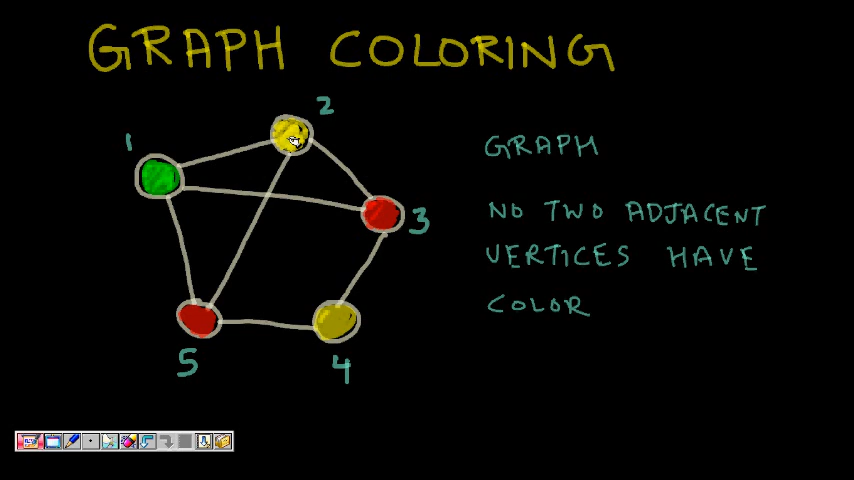 GRAPH COLORING
1
2
3
4
5
GRAPH
NO TWO ADJACENT
VERTICES HAVE
COLOR